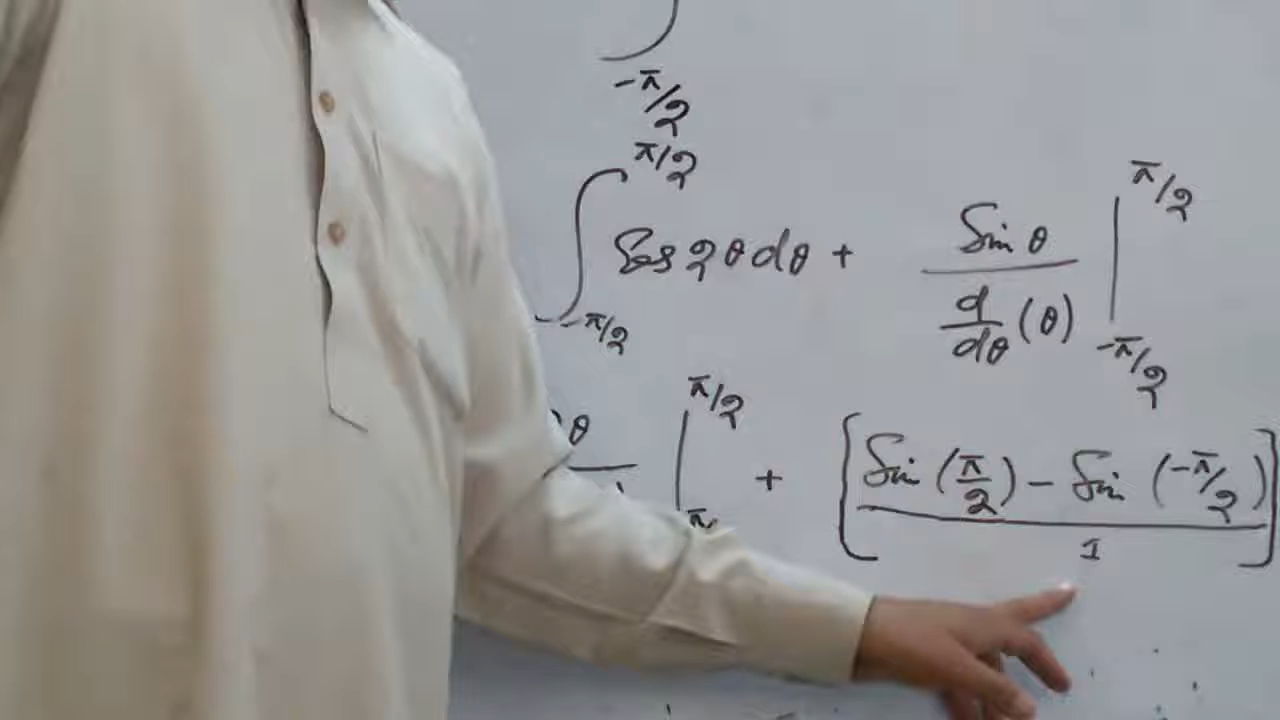 -π/2
∫_{-π/2}^{π/2} Cos 2θ dθ + Sin θ / (d/dθ (θ)) |_{-π/2}^{π/2}
θ |^{π/2} + [ (Sin (π/2) - Sin (-π/2)) / 1 ]